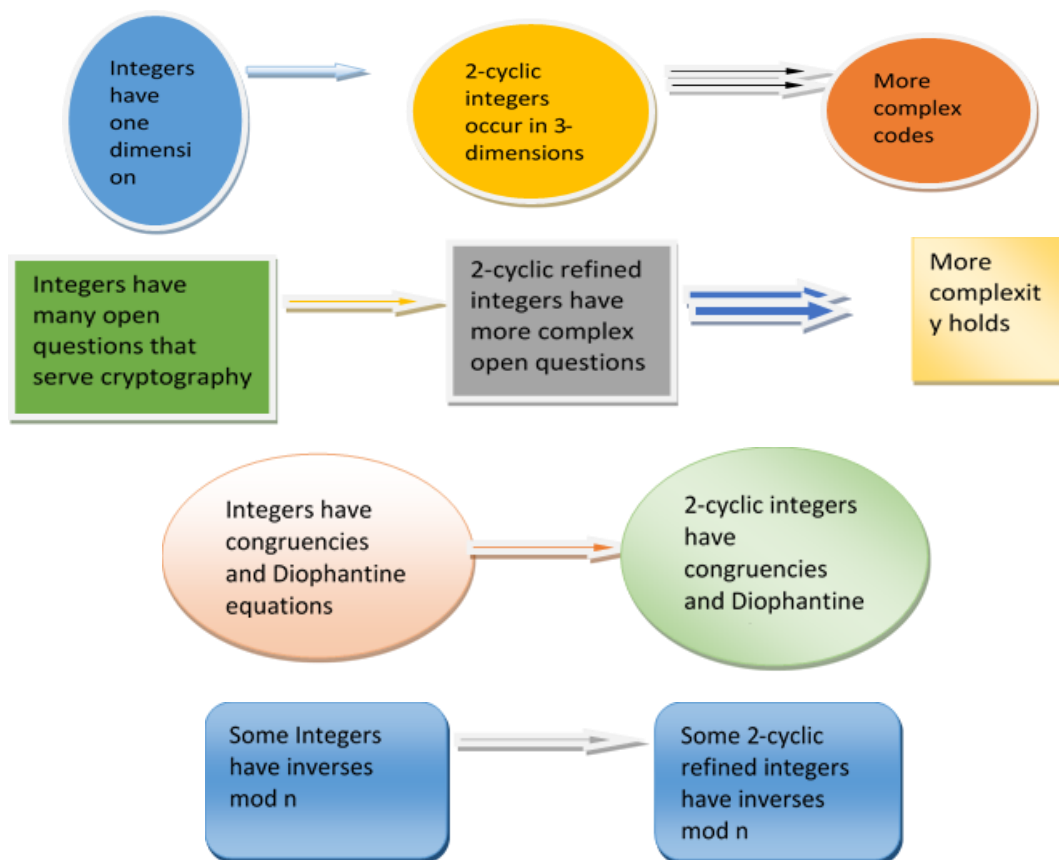 Integers
have
one
dimensi
on
2-cyclic
integers
occur in 3-
dimensions
More
complex
codes
Integers have
many open
questions that
serve cryptography
2-cyclic refined
integers have
more complex
open questions
More
complexit
y holds
Integers have
congruencies
and Diophantine
equations
2-cyclic integers
have
congruencies
and Diophantine
Some Integers
have inverses
mod n
Some 2-cyclic
refined integers
have inverses
mod n